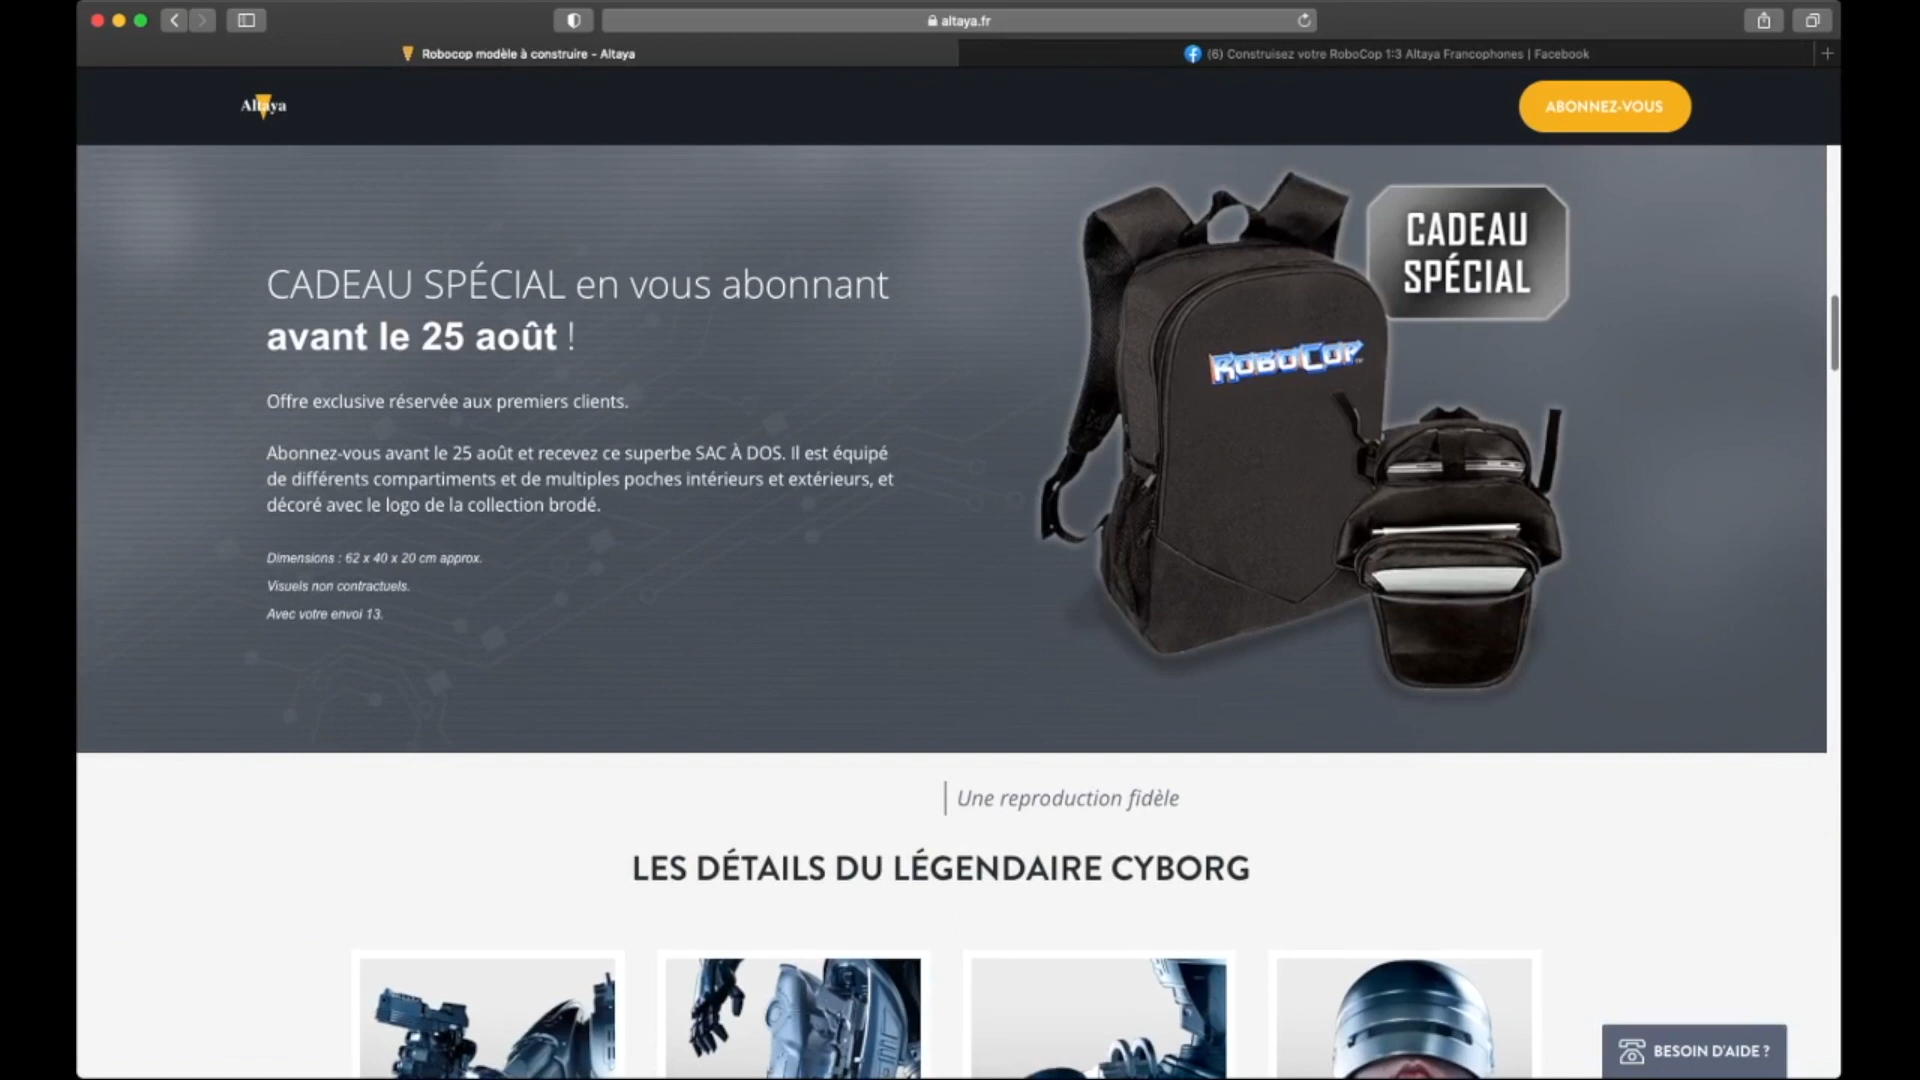 altaya.fr
Robocop modèle à construire - Altaya
(6) Construisez votre RoboCop 1:3 Altaya Francophones | Facebook
Altaya
ABONNEZ-VOUS
CADEAU SPÉCIAL en vous abonnant
avant le 25 août !
Offre exclusive réservée aux premiers clients.
Abonnez-vous avant le 25 août et recevez ce superbe SAC À DOS. Il est équipé
de différents compartiments et de multiples poches intérieurs et extérieurs, et
décoré avec le logo de la collection brodé.
Dimensions : 62 x 40 x 20 cm approx.
Visuels non contractuels.
Avec votre envoi 13.
CADEAU
SPÉCIAL
ROBOCOP
Une reproduction fidèle
LES DÉTAILS DU LÉGENDAIRE CYBORG
BESOIN D'AIDE ?